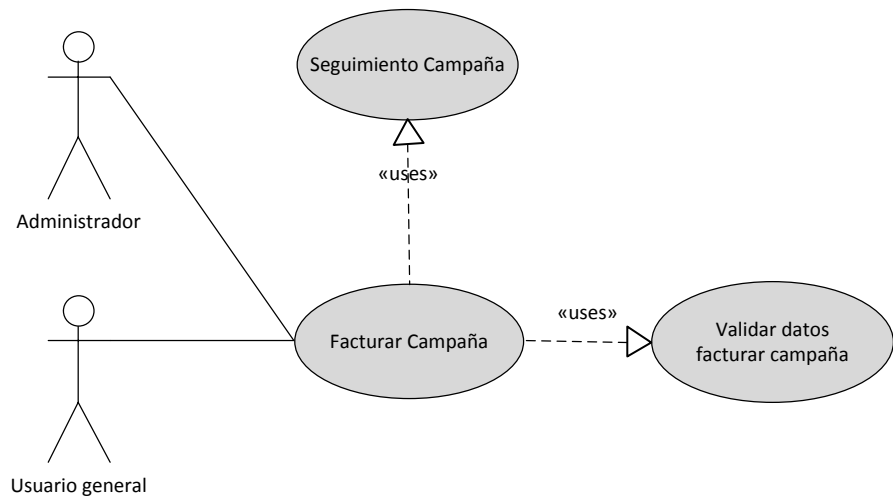 Seguimiento Campaña
«uses»
Administrador
«uses»
Facturar Campaña
Validar datos
facturar campaña
Usuario general